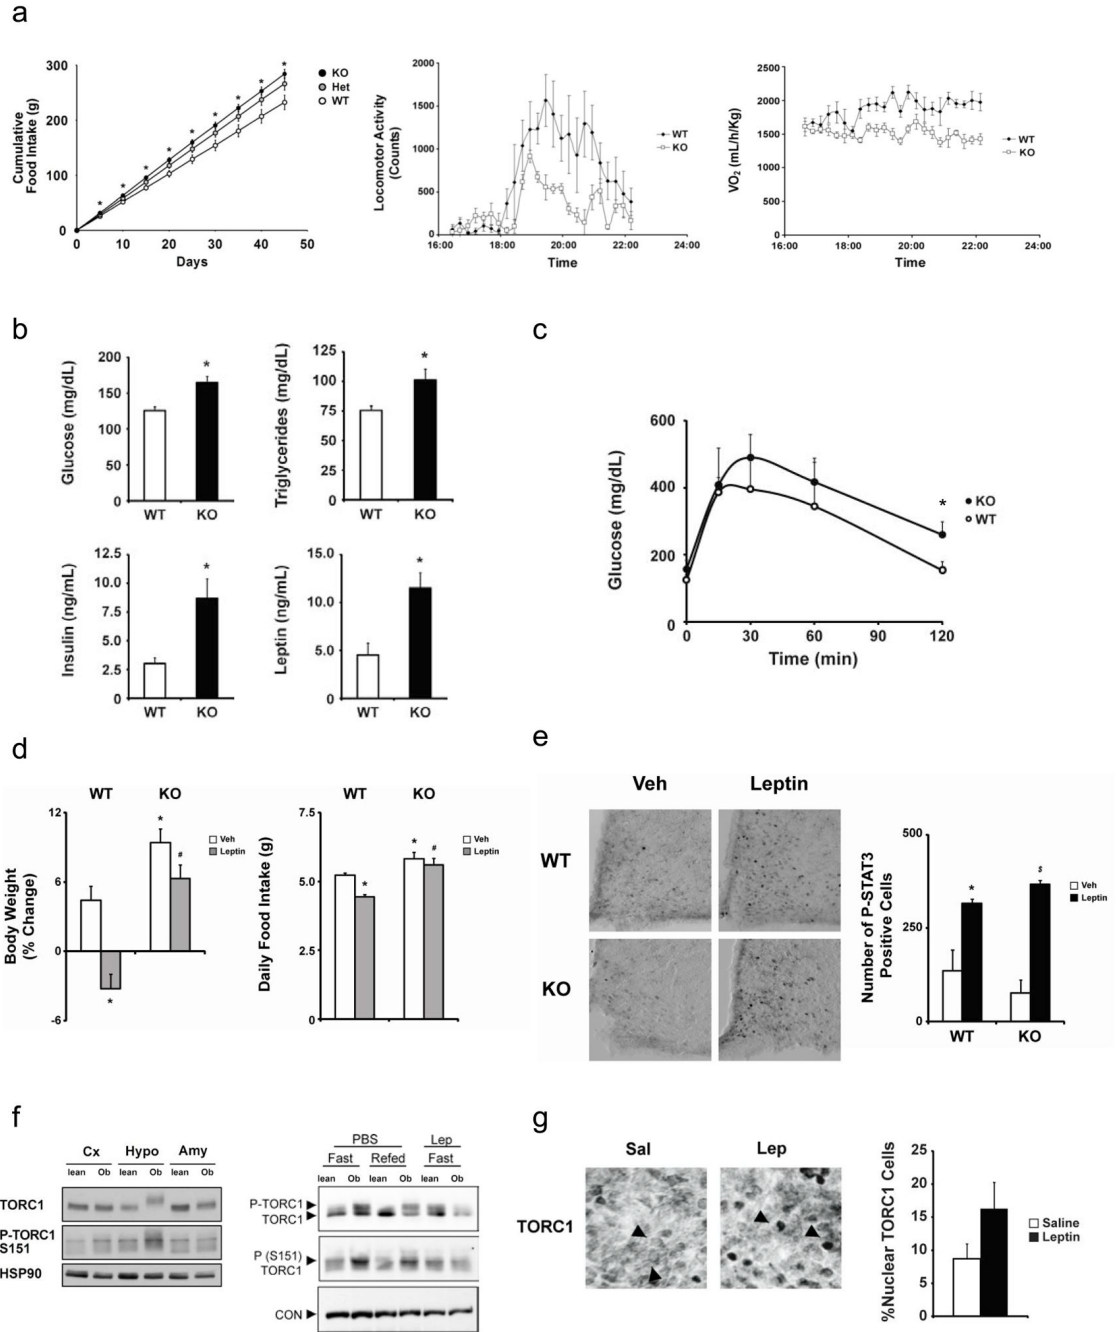 a
300
200
100
0
0
10
20
30
40
50
Cumulative
Food Intake (g)
Days
*
*
*
*
*
*
*
*
*
KO
Het
WT
2000
1500
1000
500
0
16:00
18:00
20:00
22:00
24:00
Locomotor Activity
(Counts)
Time
WT
KO
2500
2000
1500
1000
500
0
16:00
18:00
20:00
22:00
24:00
VO2 (mL/h/Kg)
Time
WT
KO
b
Glucose (mg/dL)
200
150
100
50
0
*
WT
KO
Triglycerides (mg/dL)
125
100
75
50
25
0
*
WT
KO
Insulin (ng/mL)
12.5
10.0
7.5
5.0
2.5
0
*
WT
KO
Leptin (ng/mL)
15.0
10.0
5.0
0
*
WT
KO
c
Glucose (mg/dL)
600
400
200
0
0
30
60
90
120
Time (min)
*
KO
WT
d
WT
KO
Body Weight
(% Change)
12
6
0
-6
*
*
#
Veh
Leptin
WT
KO
Daily Food Intake (g)
7.5
5.0
2.5
0
*
*
#
Veh
Leptin
e
Veh
Leptin
WT
KO
Number of P-STAT3
Positive Cells
500
250
0
*
$
WT
KO
Veh
Leptin
f
Cx
Hypo
Amy
lean
Ob
lean
Ob
lean
Ob
TORC1
P-TORC1
S151
HSP90
PBS
Lep
Fast
Refed
Fast
lean
Ob
lean
Ob
lean
Ob
P-TORC1
TORC1
P (S151)
TORC1
CON
g
Sal
Lep
TORC1
%Nuclear TORC1 Cells
25
20
15
10
5
0
Saline
Leptin